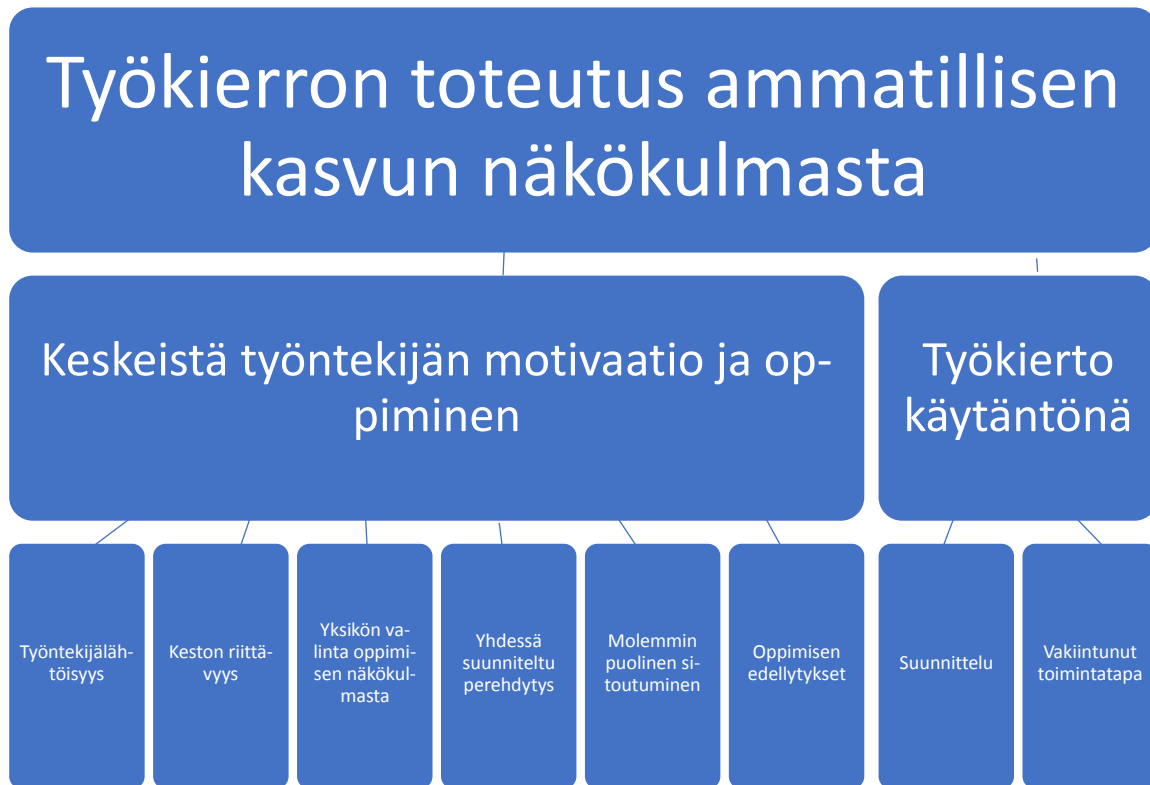 Työkierron toteutus ammatillisen
kasvun näkökulmasta
Keskeistä työntekijän motivaatio ja op-
piminen
Työkierto
käytäntönä
Työntekijäläh-
töisyys
Keston riittä-
vyys
Yksikön va-
linta oppimi-
sen näkökul-
masta
Yhdessä
suunniteltu
perehdytys
Molemmin
puolinen si-
toutuminen
Oppimisen
edellytykset
Suunnittelu
Vakiintunut
toimintatapa